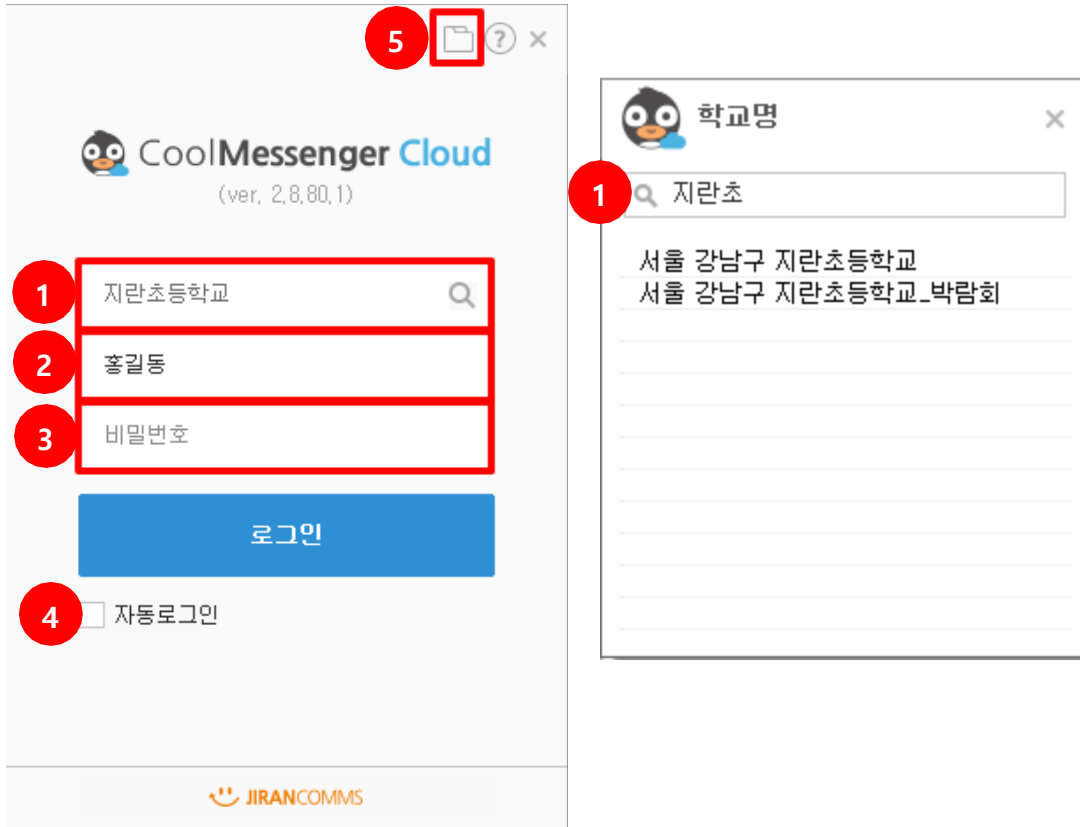 5
?
CoolMessenger Cloud
(ver. 2,8,80,1)
1 지란초등학교
2 홍길동
3 비밀번호
로그인
4 자동로그인
JIRANCOMMS
학교명
1 지란초
서울 강남구 지란초등학교
서울 강남구 지란초등학교_박람회